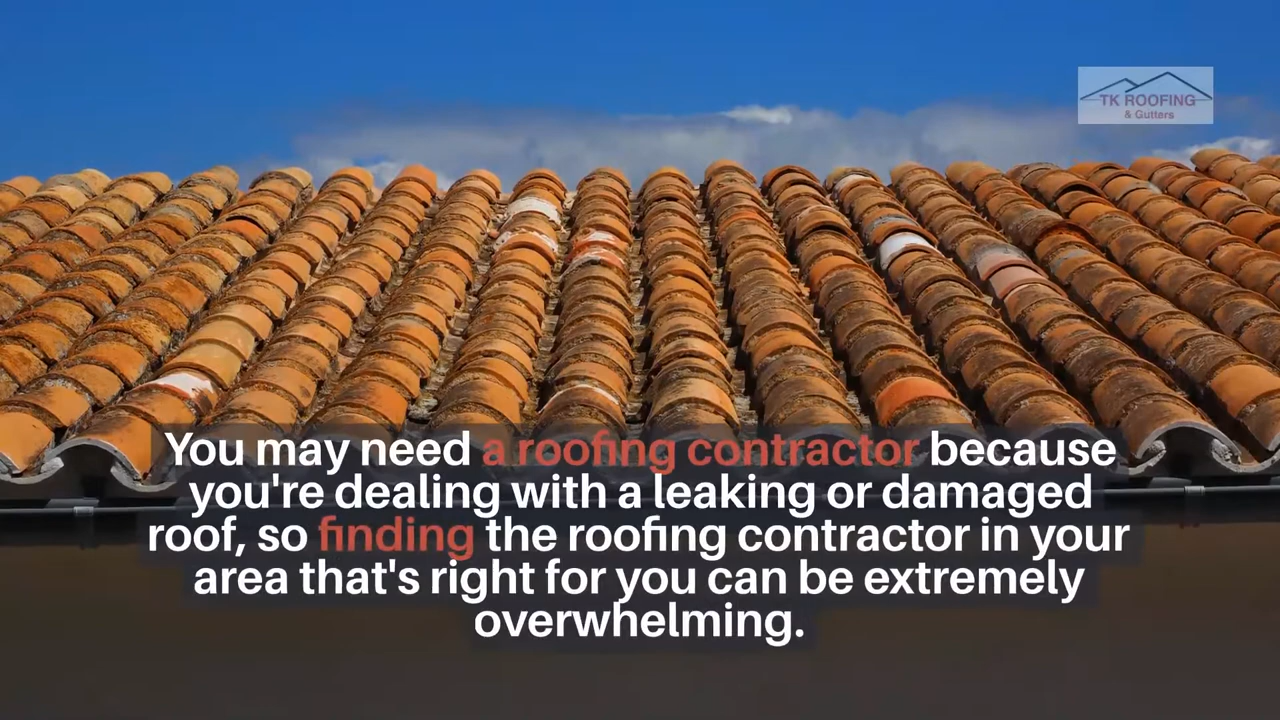 TK ROOFING
& Gutters
You may need a roofing contractor because
you're dealing with a leaking or damaged
roof, so finding the roofing contractor in your
area that's right for you can be extremely
overwhelming.